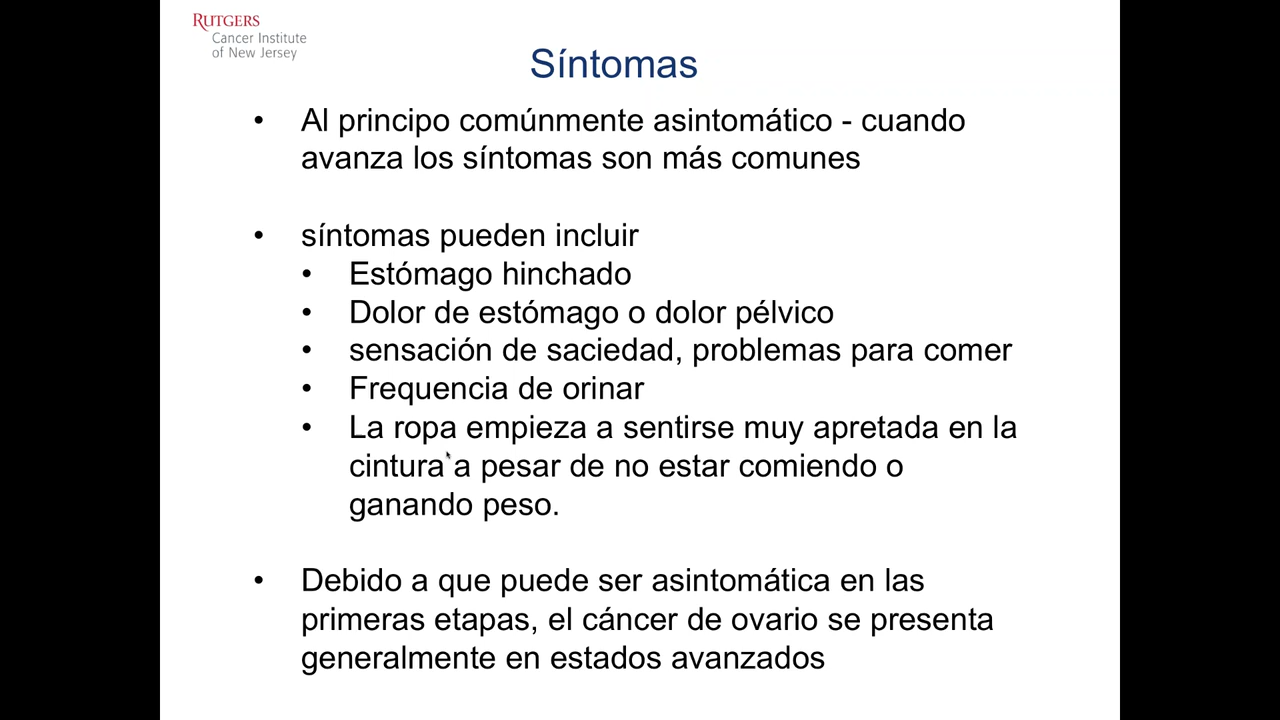 RUTGERS
Cancer Institute
of New Jersey
Síntomas
• Al principo comúnmente asintomático - cuando
avanza los síntomas son más comunes
• síntomas pueden incluir
• Estómago hinchado
• Dolor de estómago o dolor pélvico
• sensación de saciedad, problemas para comer
• Frequencia de orinar
• La ropa empieza a sentirse muy apretada en la
cintura a pesar de no estar comiendo o
ganando peso.
• Debido a que puede ser asintomática en las
primeras etapas, el cáncer de ovario se presenta
generalmente en estados avanzados